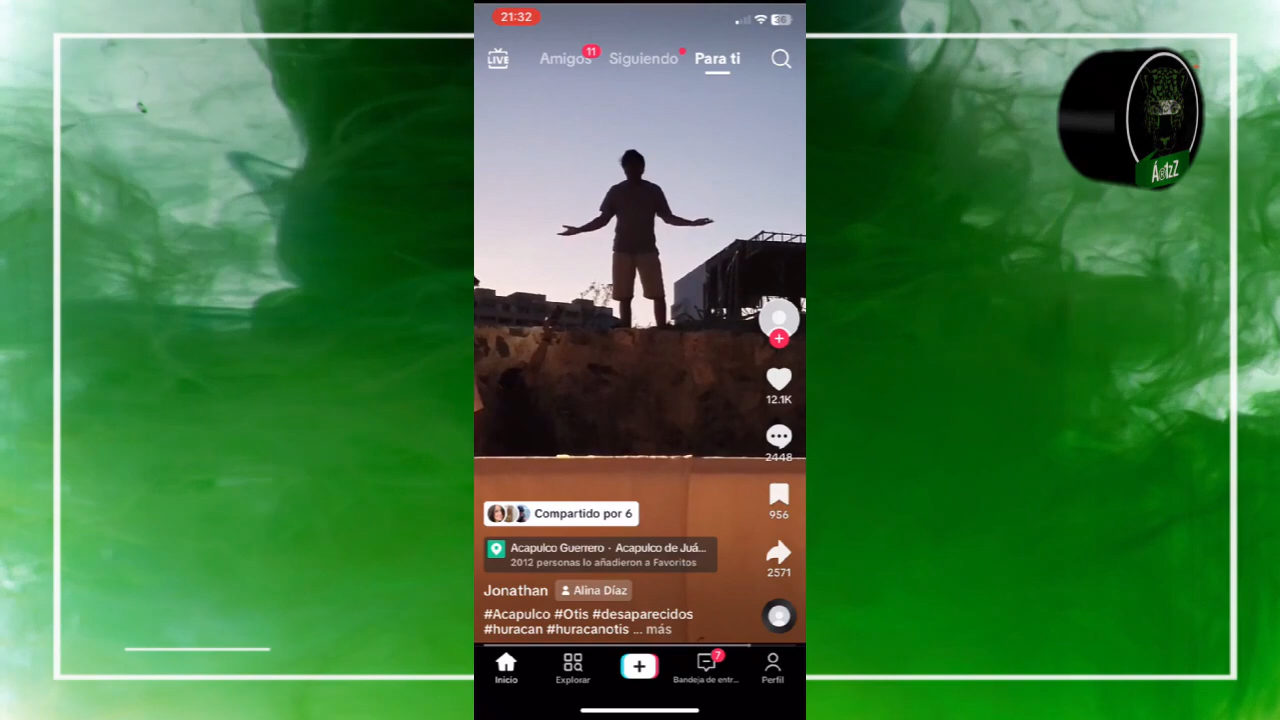 21:32
36
LIVE
Amigos 11 Siguiendo Para ti
12.1K
2448
956
2571
Compartido por 6
Acapulco Guerrero · Acapulco de Juá...
2012 personas lo añadieron a Favoritos
Jonathan Alina Díaz
#Acapulco #Otis #desaparecidos
#huracan #huracanotis ... más
7
Inicio Explorar Bandeja de entr... Perfil